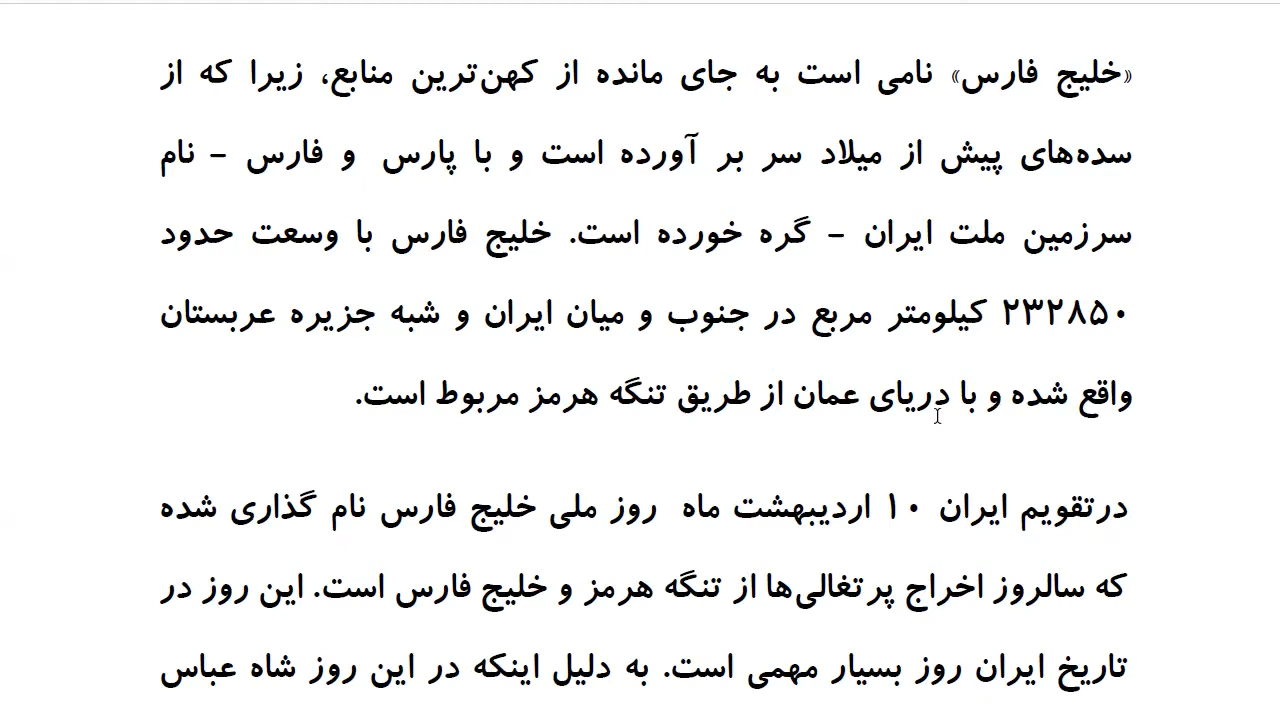 «خلیج فارس» نامی است به جای مانده از کهن‌ترین منابع، زیرا که از
سده‌های پیش از میلاد سر بر آورده است و با پارس و فارس – نام
سرزمین ملت ایران – گره خورده است. خلیج فارس با وسعت حدود
۲۳۲۸۵۰ کیلومتر مربع در جنوب و میان ایران و شبه جزیره عربستان
واقع شده و با دریای عمان از طریق تنگه هرمز مربوط است.
درتقویم ایران ۱۰ اردیبهشت ماه روز ملی خلیج فارس نام گذاری شده
که سالروز اخراج پرتغالی‌ها از تنگه هرمز و خلیج فارس است. این روز در
تاریخ ایران روز بسیار مهمی است. به دلیل اینکه در این روز شاه عباس